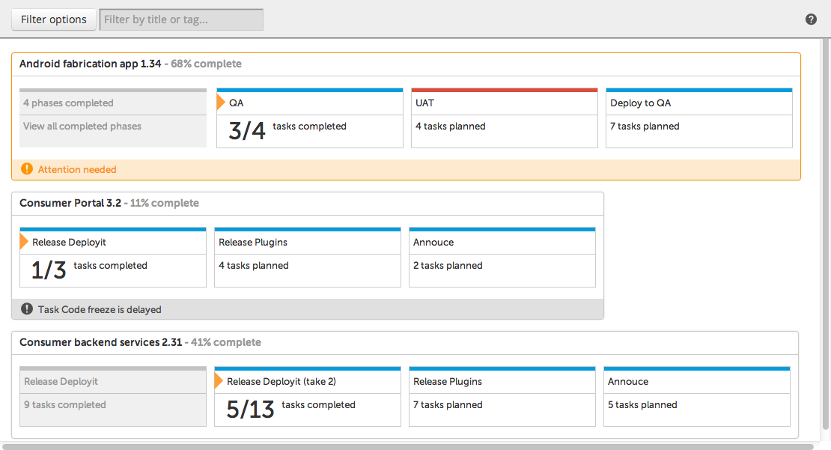 Filter options
Filter by title or tag...
?
Android fabrication app 1.34 - 68% complete
4 phases completed
View all completed phases
QA
3/4 tasks completed
UAT
4 tasks planned
Deploy to QA
7 tasks planned
! Attention needed
Consumer Portal 3.2 - 11% complete
Release Deployit
1/3 tasks completed
Release Plugins
4 tasks planned
Annouce
2 tasks planned
! Task Code freeze is delayed
Consumer backend services 2.31 - 41% complete
Release Deployit
9 tasks completed
Release Deployit (take 2)
5/13 tasks completed
Release Plugins
7 tasks planned
Annouce
5 tasks planned